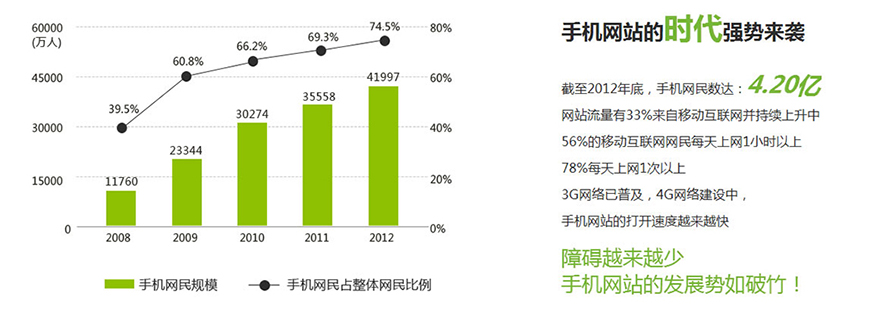 60000
(万人)
45000
30000
15000
0
80%
60%
40%
20%
0%
39.5%
60.8%
66.2%
69.3%
74.5%
11760
23344
30274
35558
41997
2008
2009
2010
2011
2012
手机网民规模
手机网民占整体网民比例
手机网站的时代强势来袭
截至2012年底，手机网民数达：4.20亿
网站流量有33%来自移动互联网并持续上升中
56%的移动互联网网民每天上网1小时以上
78%每天上网1次以上
3G网络已普及，4G网络建设中，
手机网站的打开速度越来越快
障碍越来越少
手机网站的发展势如破竹！